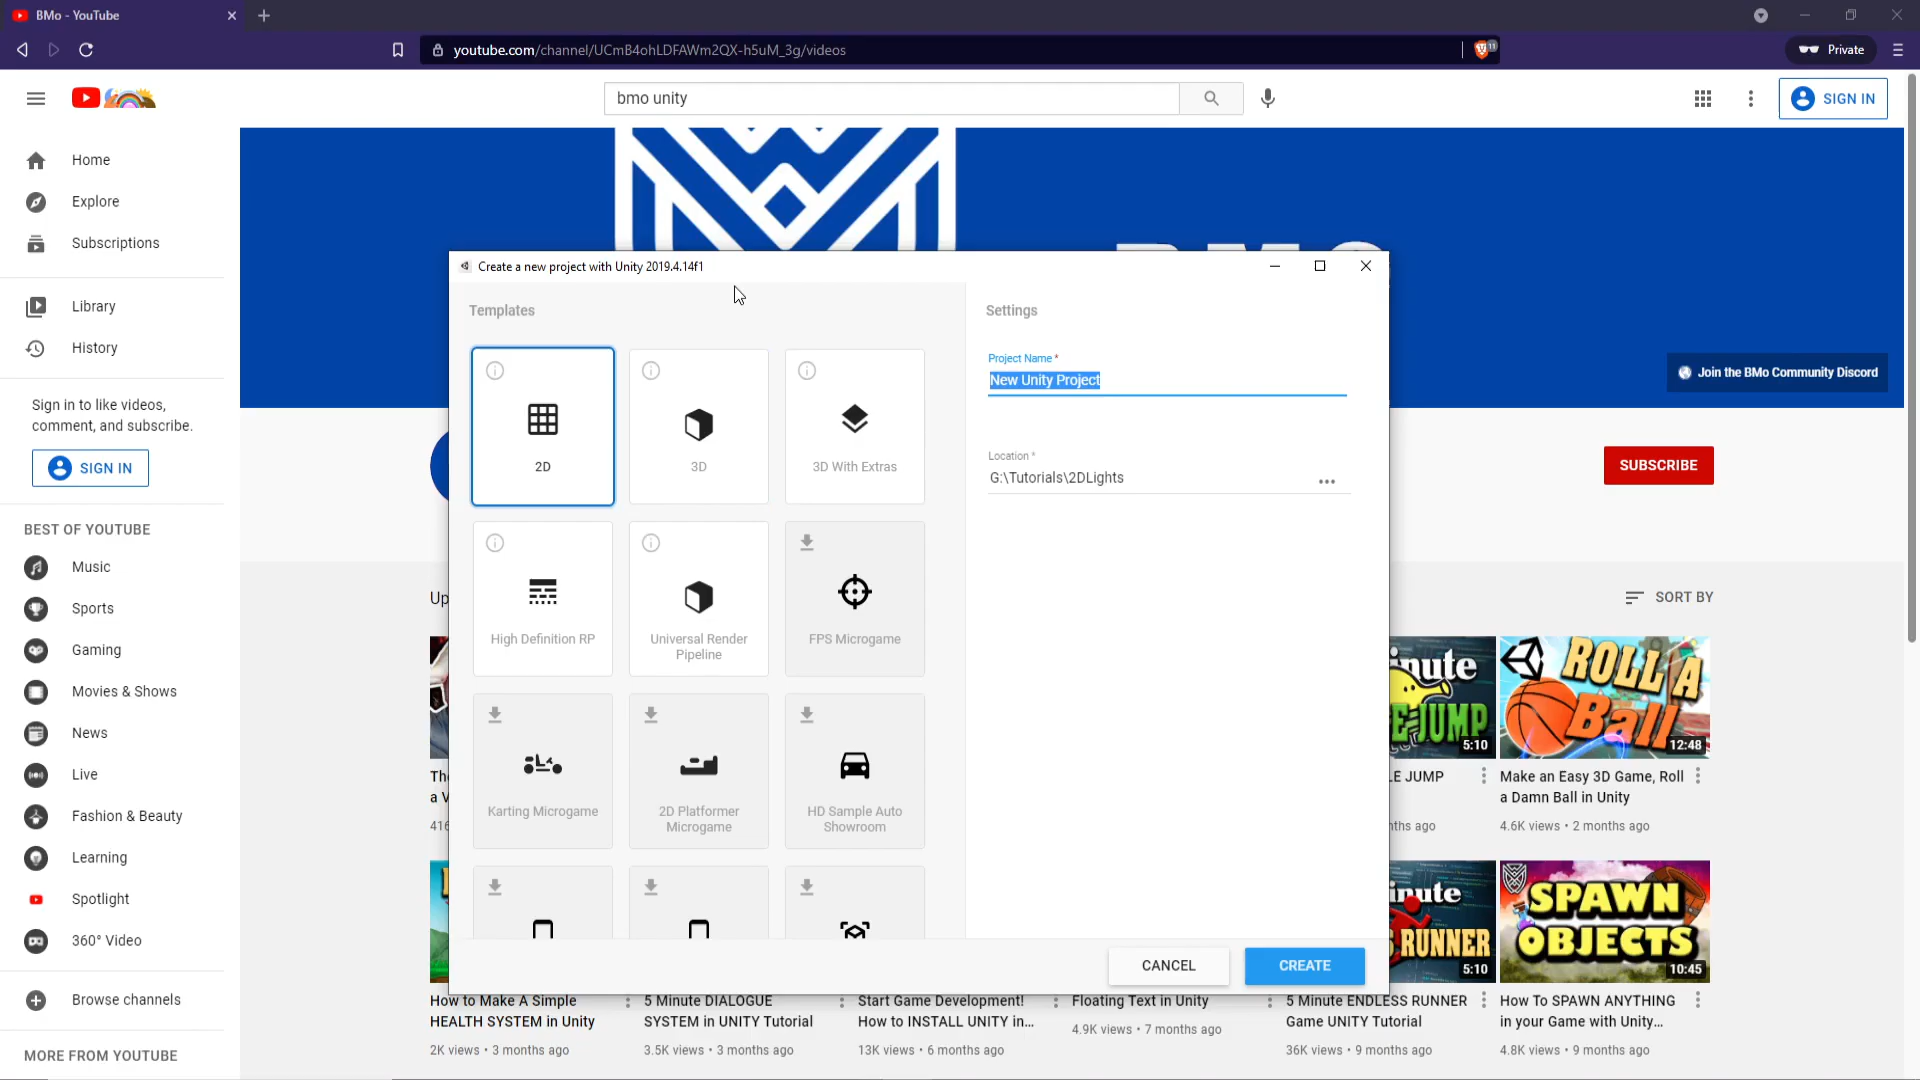 BMo - YouTube
youtube.com/channel/UCmB4ohLDFAWm2QX-h5uM_3g/videos
11
Private
bmo unity
SIGN IN
Home
Explore
Subscriptions
Library
History
Sign in to like videos,
comment, and subscribe.
SIGN IN
BEST OF YOUTUBE
Music
Sports
Gaming
Movies & Shows
News
Live
Fashion & Beauty
Learning
Spotlight
360° Video
Browse channels
MORE FROM YOUTUBE
Join the BMo Community Discord
SUBSCRIBE
SORT BY
Create a new project with Unity 2019.4.14f1
Templates
2D
3D
3D With Extras
High Definition RP
Universal Render
Pipeline
FPS Microgame
Karting Microgame
2D Platformer
Microgame
HD Sample Auto
Showroom
Settings
Project Name *
New Unity Project
Location *
G:\Tutorials\2DLights
...
CANCEL
CREATE
JUMP
5:10
E JUMP
ago
ROLL A
Ball
12:48
Make an Easy 3D Game, Roll
a Damn Ball in Unity
4.6K views • 2 months ago
How to Make A Simple
HEALTH SYSTEM in Unity
2K views • 3 months ago
5 Minute DIALOGUE
SYSTEM in UNITY Tutorial
3.5K views • 3 months ago
Start Game Development!
How to INSTALL UNITY in...
13K views • 6 months ago
Floating Text in Unity
4.9K views • 7 months ago
RUNNER
5:10
5 Minute ENDLESS RUNNER
Game UNITY Tutorial
36K views • 9 months ago
SPAWN
OBJECTS
10:45
How To SPAWN ANYTHING
in your Game with Unity...
4.8K views • 9 months ago